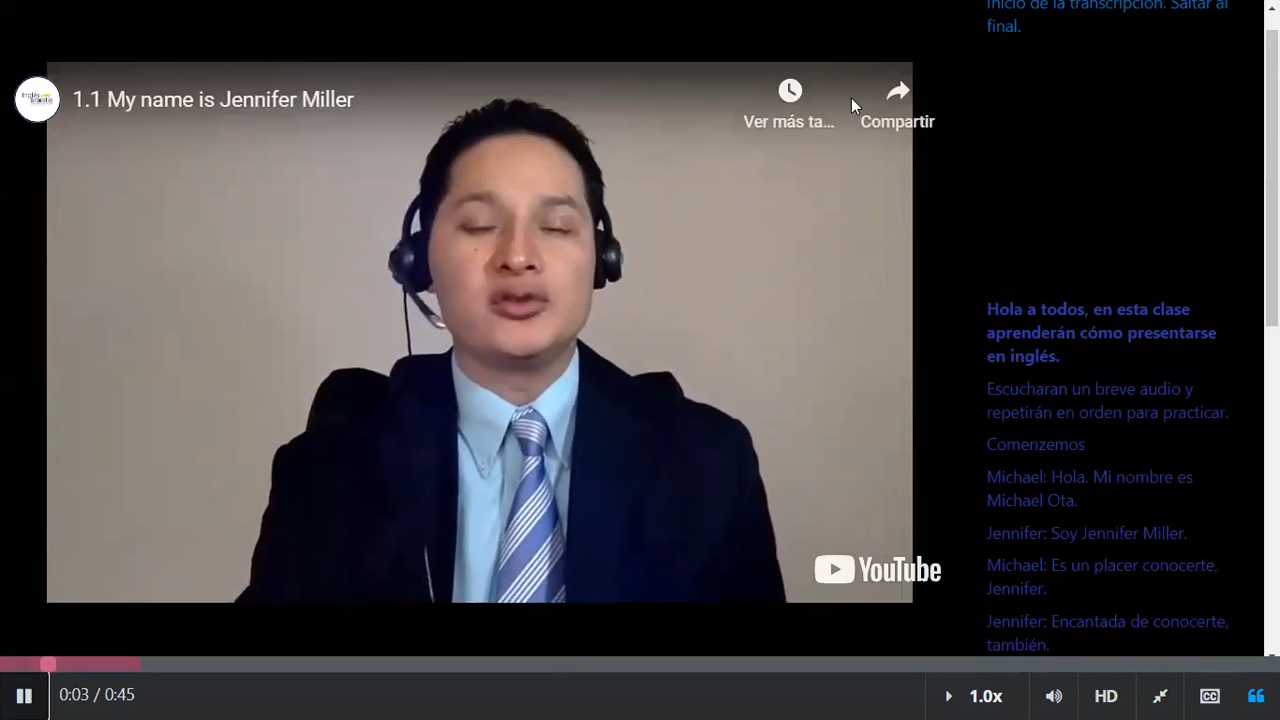 Inicio de la transcripción. Saltar al
final.
1.1 My name is Jennifer Miller
Ver más ta...
Compartir
Hola a todos, en esta clase
aprenderán cómo presentarse
en inglés.
Escucharan un breve audio y
repetirán en orden para practicar.
Comenzemos
Michael: Hola. Mi nombre es
Michael Ota.
Jennifer: Soy Jennifer Miller.
Michael: Es un placer conocerte,
Jennifer.
Jennifer: Encantada de conocerte,
también.
YouTube
0:03 / 0:45
1.0x
HD
CC